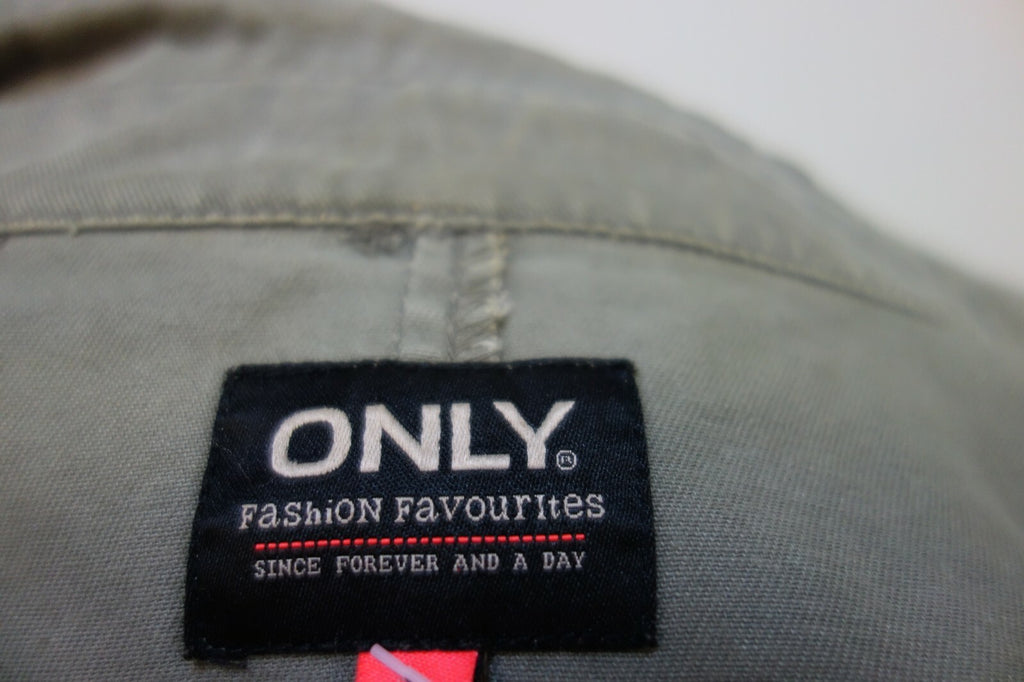 ONLY®
FaShiON FavourItes
SINCE FOREVER AND A DAY